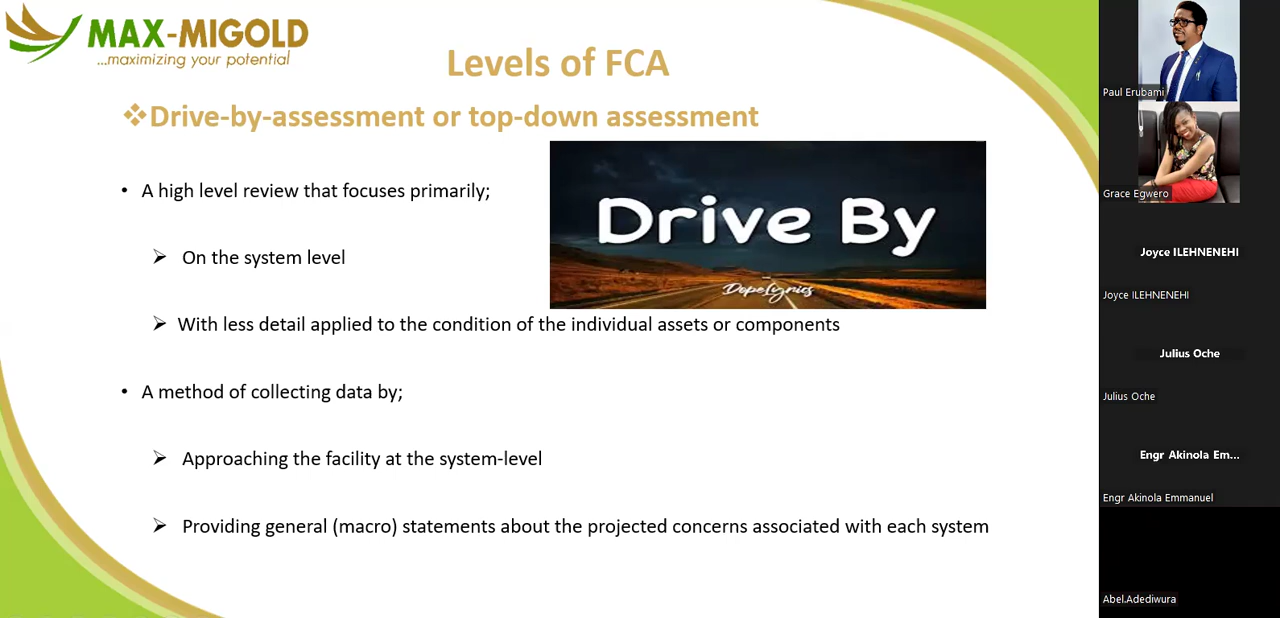 MAX-MIGOLD
...maximizing your potential
Levels of FCA
❖Drive-by-assessment or top-down assessment
• A high level review that focuses primarily;
Drive By
DopeLyrics
➢ On the system level
➢ With less detail applied to the condition of the individual assets or components
• A method of collecting data by;
➢ Approaching the facility at the system-level
➢ Providing general (macro) statements about the projected concerns associated with each system
Paul Erubami
Grace Egwero
Joyce ILEHNENEHI
Joyce ILEHNENEHI
Julius Oche
Julius Oche
Engr Akinola Em...
Engr Akinola Emmanuel
Abel.Adediwura